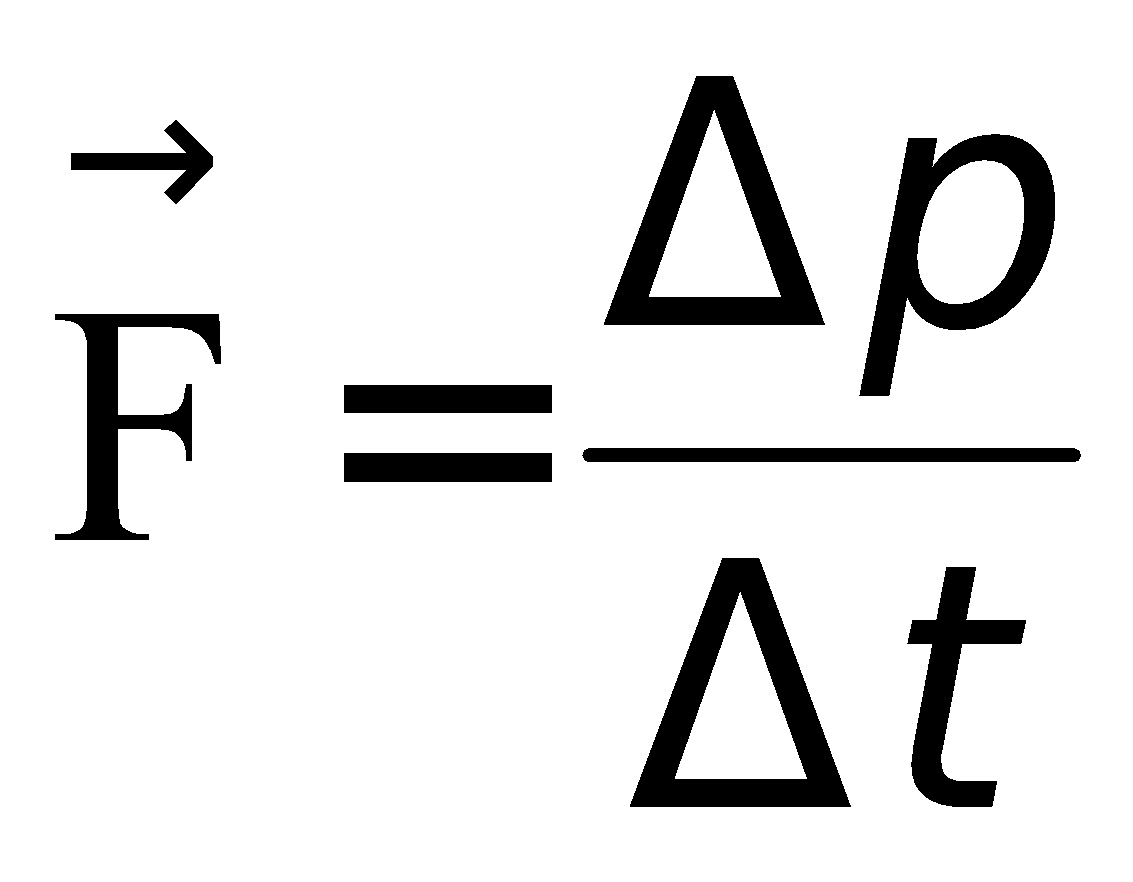 →
F = Δp
Δt